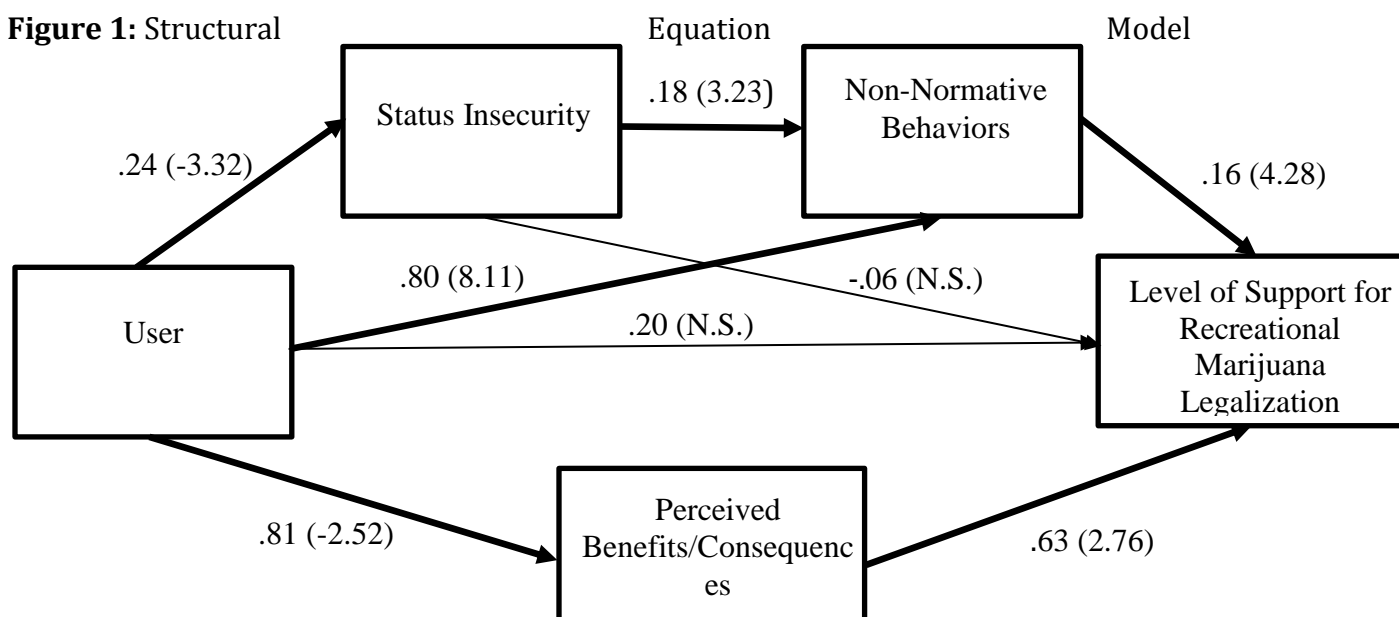 Figure 1: Structural Equation Model
Status Insecurity
.18 (3.23)
Non-Normative
Behaviors
.24 (-3.32)
.16 (4.28)
User
.80 (8.11)
-.06 (N.S.)
.20 (N.S.)
Level of Support for
Recreational
Marijuana
Legalization
.81 (-2.52)
Perceived
Benefits/Consequenc
es
.63 (2.76)